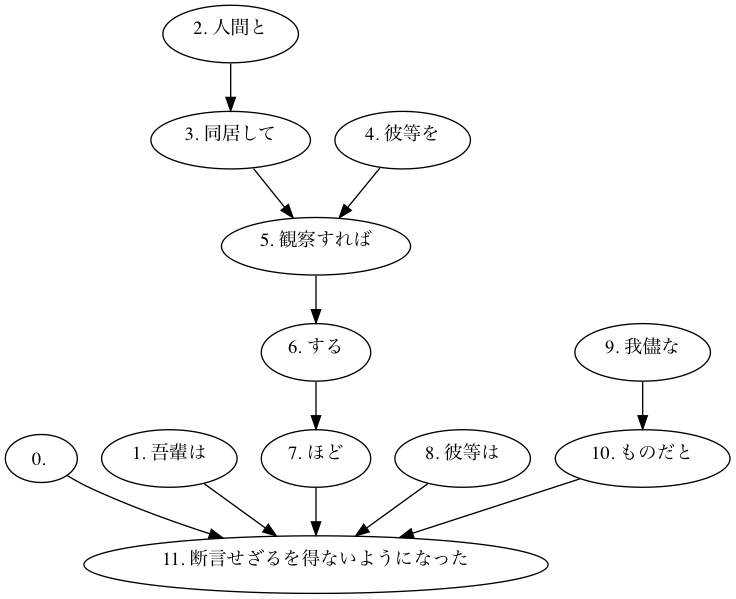 2. 人間と
3. 同居して
4. 彼等を
5. 観察すれば
6. する
9. 我儘な
0.
1. 吾輩は
7. ほど
8. 彼等は
10. ものだと
11. 断言せざるを得ないようになった